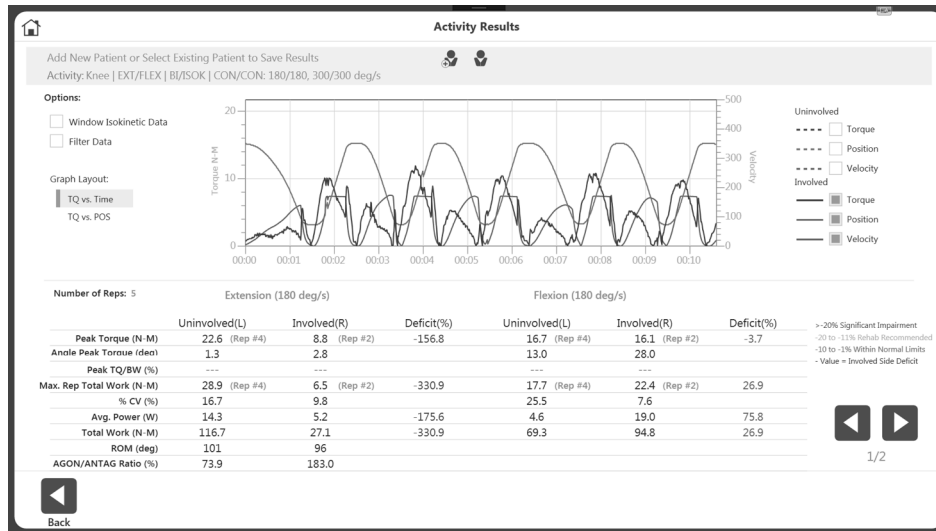 Activity Results
Add New Patient or Select Existing Patient to Save Results
Activity: Knee | EXT/FLEX | BI/ISOK | CON/CON: 180/180, 300/300 deg/s
Options:
Window Isokinetic Data
Filter Data
Graph Layout:
TQ vs. Time
TQ vs. POS
Torque N-M
20
10
0
500
400
300
200
100
0
Velocity
00:00 00:01 00:02 00:03 00:04 00:05 00:06 00:07 00:08 00:09 00:10
Uninvolved
Torque
Position
Velocity
Involved
Torque
Position
Velocity
Number of Reps: 5 Extension (180 deg/s) Flexion (180 deg/s)
Uninvolved(L) Involved(R) Deficit(%) Uninvolved(L) Involved(R) Deficit(%)
Peak Torque (N-M) 22.6 (Rep #4) 8.8 (Rep #2) -156.8 16.7 (Rep #4) 16.1 (Rep #2) -3.7
Angle Peak Torque (deg) 1.3 2.8 13.0 28.0
Peak TQ/BW (%) --- --- --- ---
Max. Rep Total Work (N-M) 28.9 (Rep #4) 6.5 (Rep #2) -330.9 17.7 (Rep #4) 22.4 (Rep #2) 26.9
% CV (%) 16.7 9.8 25.5 7.6
Avg. Power (W) 14.3 5.2 -175.6 4.6 19.0 75.8
Total Work (N-M) 116.7 27.1 -330.9 69.3 94.8 26.9
ROM (deg) 101 96
AGON/ANTAG Ratio (%) 73.9 183.0
>-20% Significant Impairment
-20 to -11% Rehab Recommended
-10 to -1% Within Normal Limits
- Value = Involved Side Deficit
1/2
Back